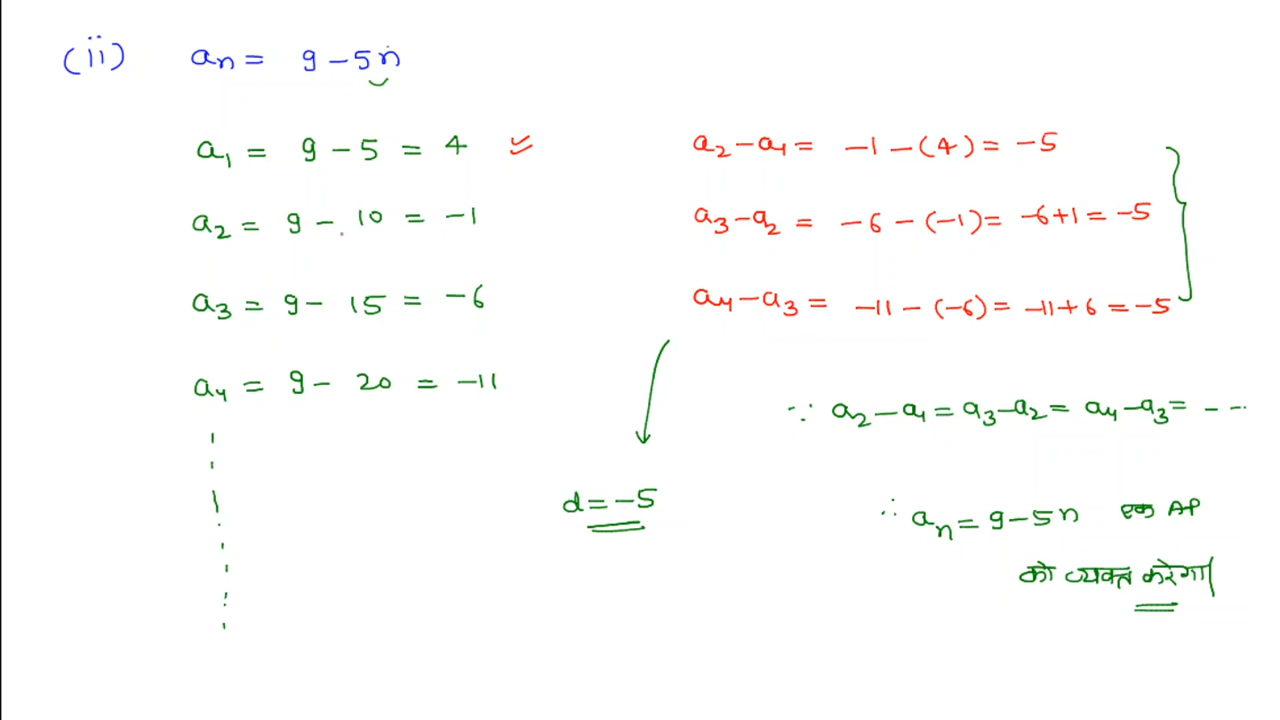 (ii) an = 9 - 5n
a1 = 9 - 5 = 4
a2 = 9 - 10 = -1
a3 = 9 - 15 = -6
a4 = 9 - 20 = -11
a2 - a1 = -1 - (4) = -5
a3 - a2 = -6 - (-1) = -6 + 1 = -5
a4 - a3 = -11 - (-6) = -11 + 6 = -5
d = -5
∵ a2 - a1 = a3 - a2 = a4 - a3 = - -
∴ an = 9 - 5n एक AP
को व्यक्त करेगा|